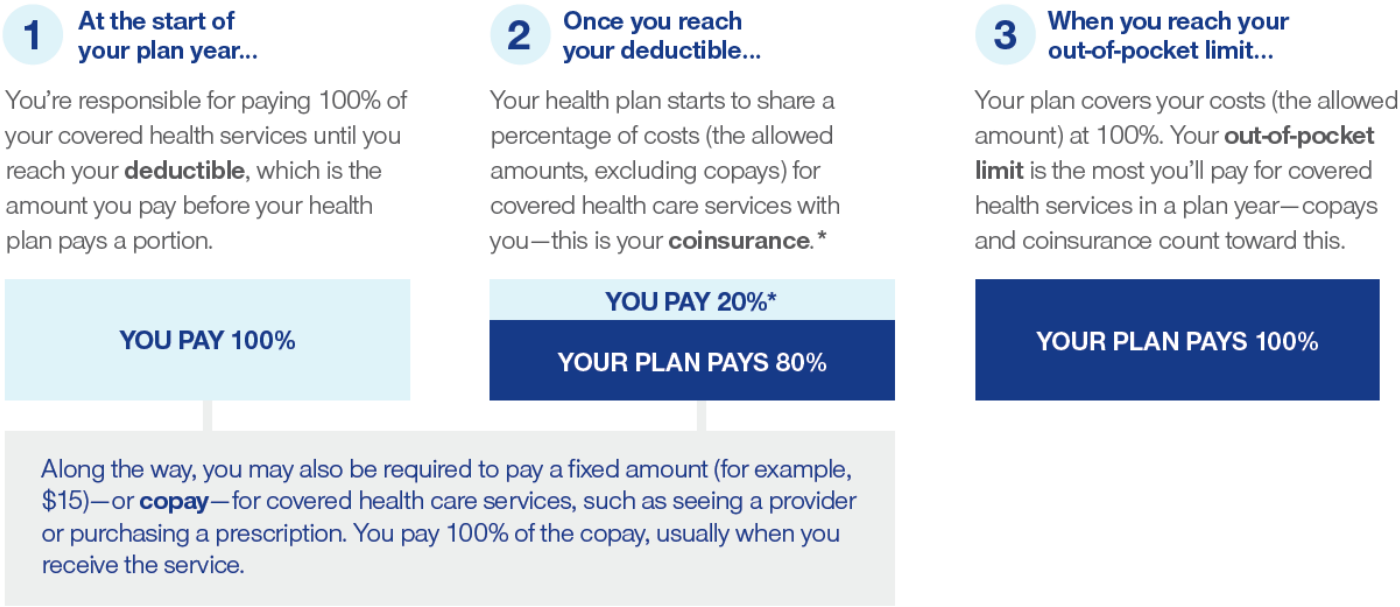 1
At the start of
your plan year...
You're responsible for paying 100% of
your covered health services until you
reach your deductible, which is the
amount you pay before your health
plan pays a portion.
YOU PAY 100%
2
Once you reach
your deductible...
Your health plan starts to share a
percentage of costs (the allowed
amounts, excluding copays) for
covered health care services with
you—this is your coinsurance.*
YOU PAY 20%*
YOUR PLAN PAYS 80%
3
When you reach your
out-of-pocket limit...
Your plan covers your costs (the allowed
amount) at 100%. Your out-of-pocket
limit is the most you'll pay for covered
health services in a plan year—copays
and coinsurance count toward this.
YOUR PLAN PAYS 100%
Along the way, you may also be required to pay a fixed amount (for example,
$15)—or copay—for covered health care services, such as seeing a provider
or purchasing a prescription. You pay 100% of the copay, usually when you
receive the service.